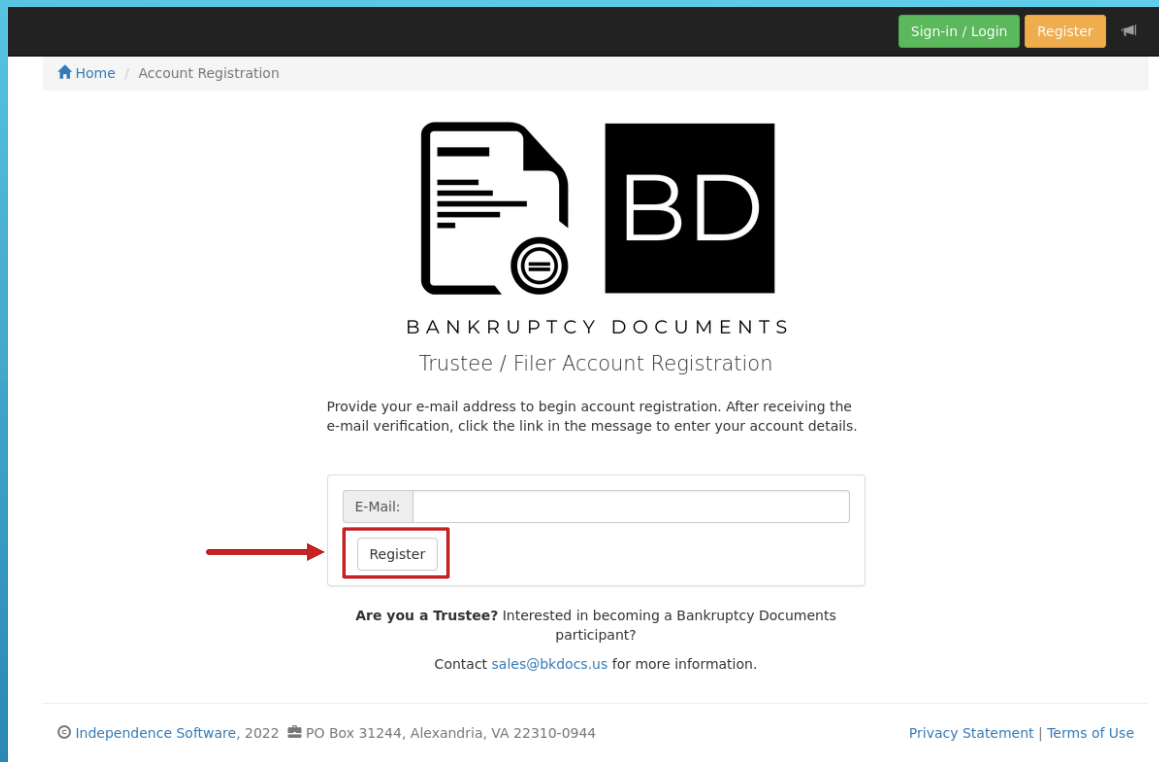 Sign-in / Login Register
Home / Account Registration
BD
BANKRUPTCY DOCUMENTS
Trustee / Filer Account Registration
Provide your e-mail address to begin account registration. After receiving the
e-mail verification, click the link in the message to enter your account details.
E-Mail:
Register
Are you a Trustee? Interested in becoming a Bankruptcy Documents
participant?
Contact sales@bkdocs.us for more information.
© Independence Software, 2022 PO Box 31244, Alexandria, VA 22310-0944 Privacy Statement | Terms of Use